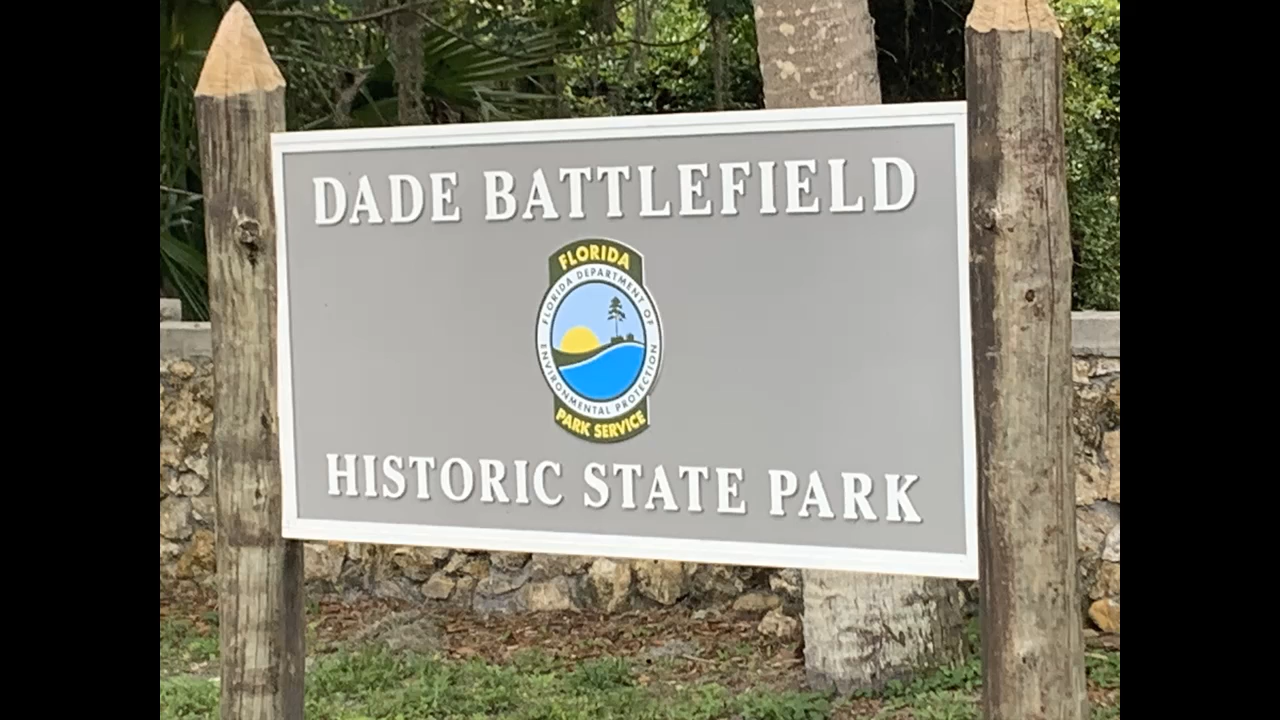 DADE BATTLEFIELD
FLORIDA
FLORIDA DEPARTMENT OF
ENVIRONMENTAL PROTECTION
PARK SERVICE
HISTORIC STATE PARK